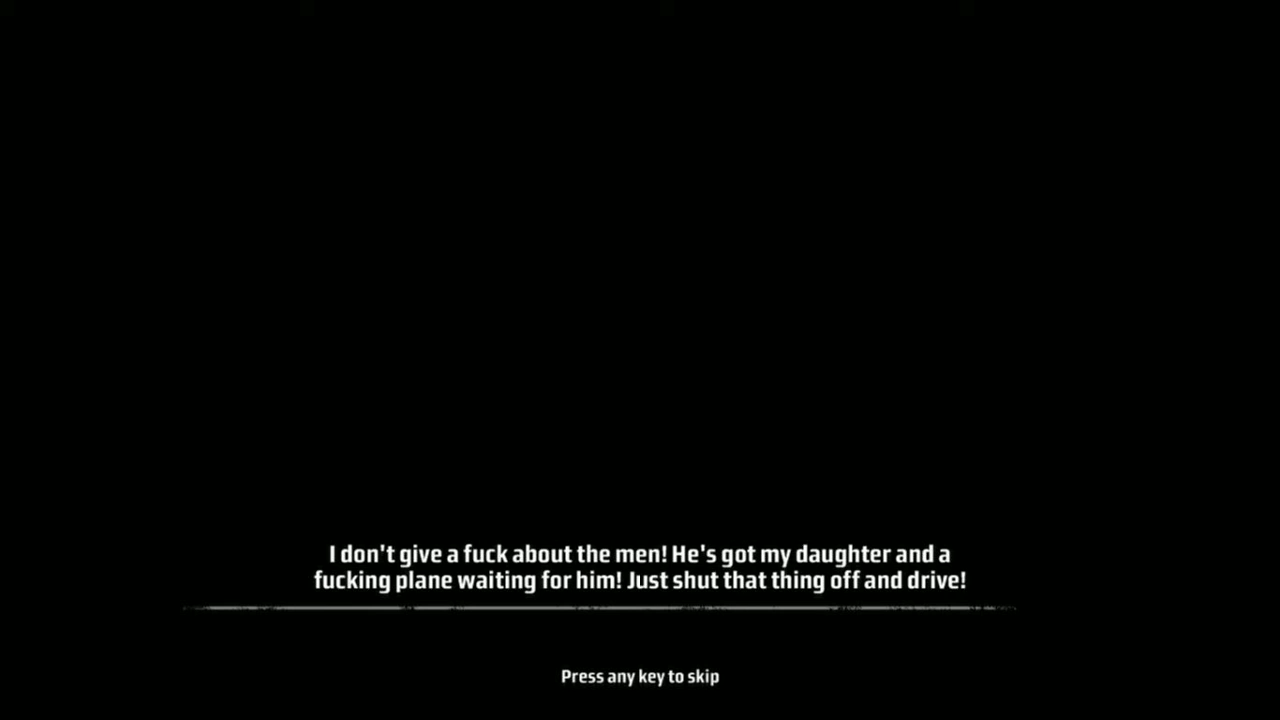 I don't give a fuck about the men! He's got my daughter and a
fucking plane waiting for him! Just shut that thing off and drive!
Press any key to skip